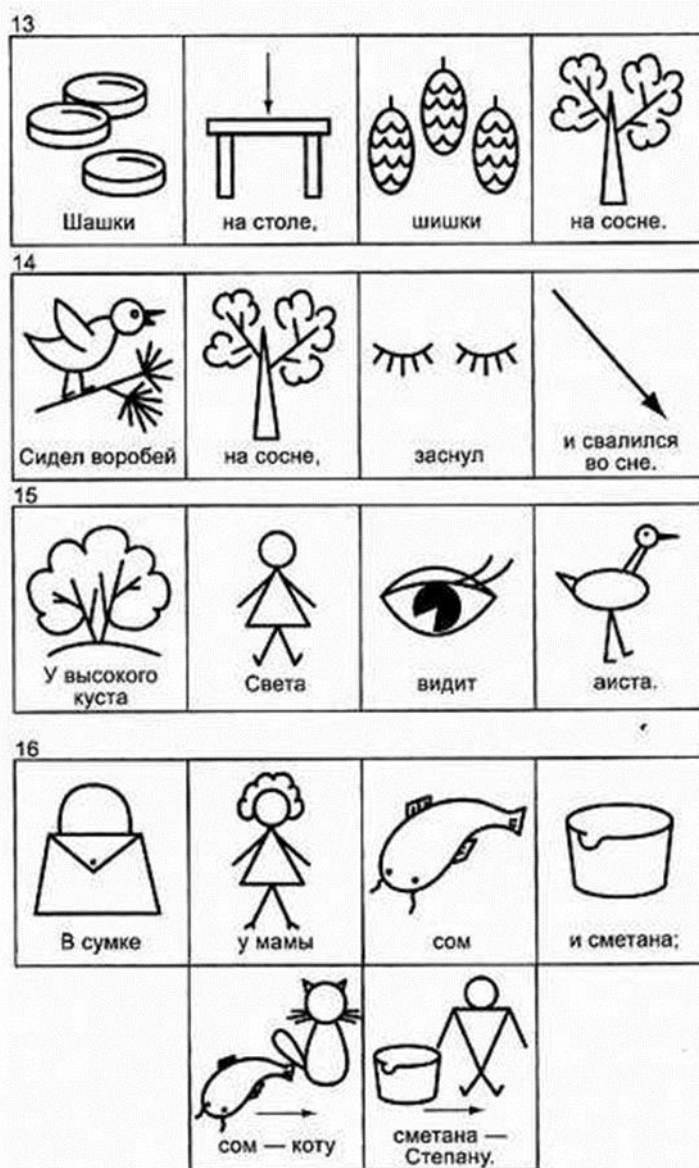 13
Шашки
на столе,
шишки
на сосне.
14
Сидел воробей
на сосне,
заснул
и свалился
во сне.
15
У высокого
куста
Света
видит
аиста.
16
В сумке
у мамы
сом
и сметана;
сом — коту
сметана —
Степану.